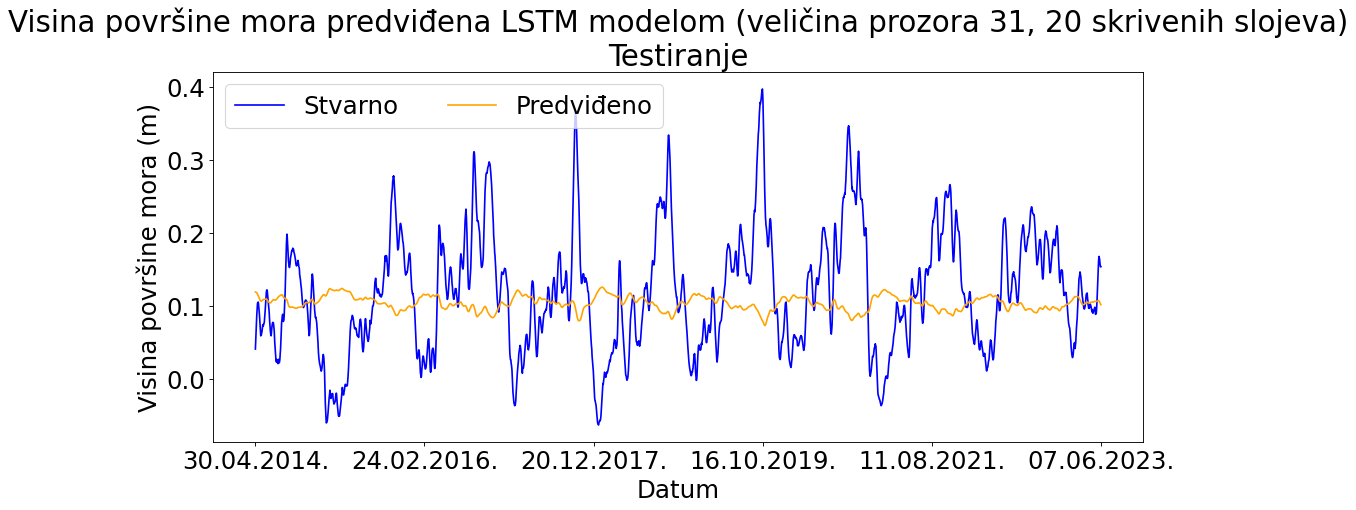 Visina površine mora predviđena LSTM modelom (veličina prozora 31, 20 skrivenih slojeva)
Testiranje
Stvarno Predviđeno
Visina površine mora (m)
0.4
0.3
0.2
0.1
0.0
30.04.2014. 24.02.2016. 20.12.2017. 16.10.2019. 11.08.2021. 07.06.2023.
Datum